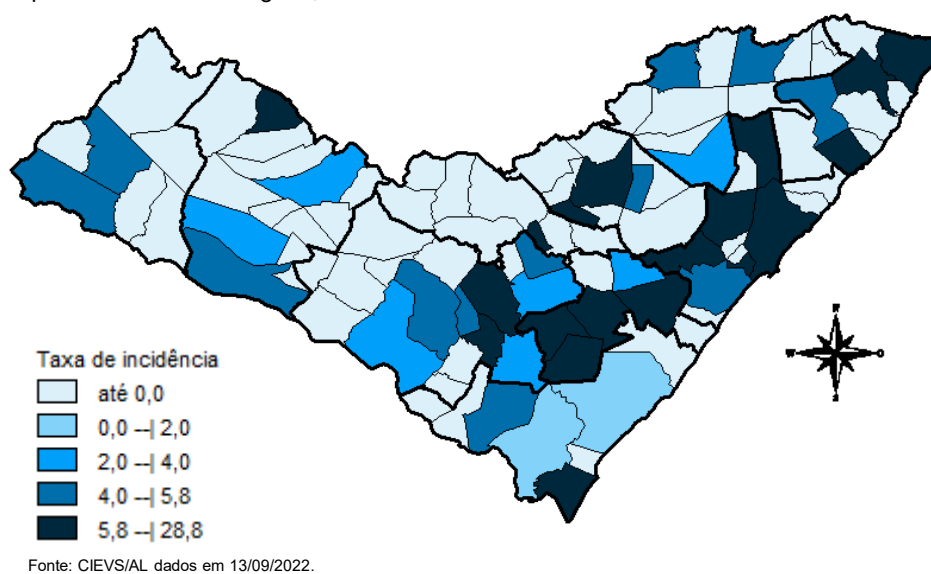 Taxa de incidência
até 0,0
0,0 --| 2,0
2,0 --| 4,0
4,0 --| 5,8
5,8 --| 28,8
Fonte: CIEVS/AL dados em 13/09/2022.